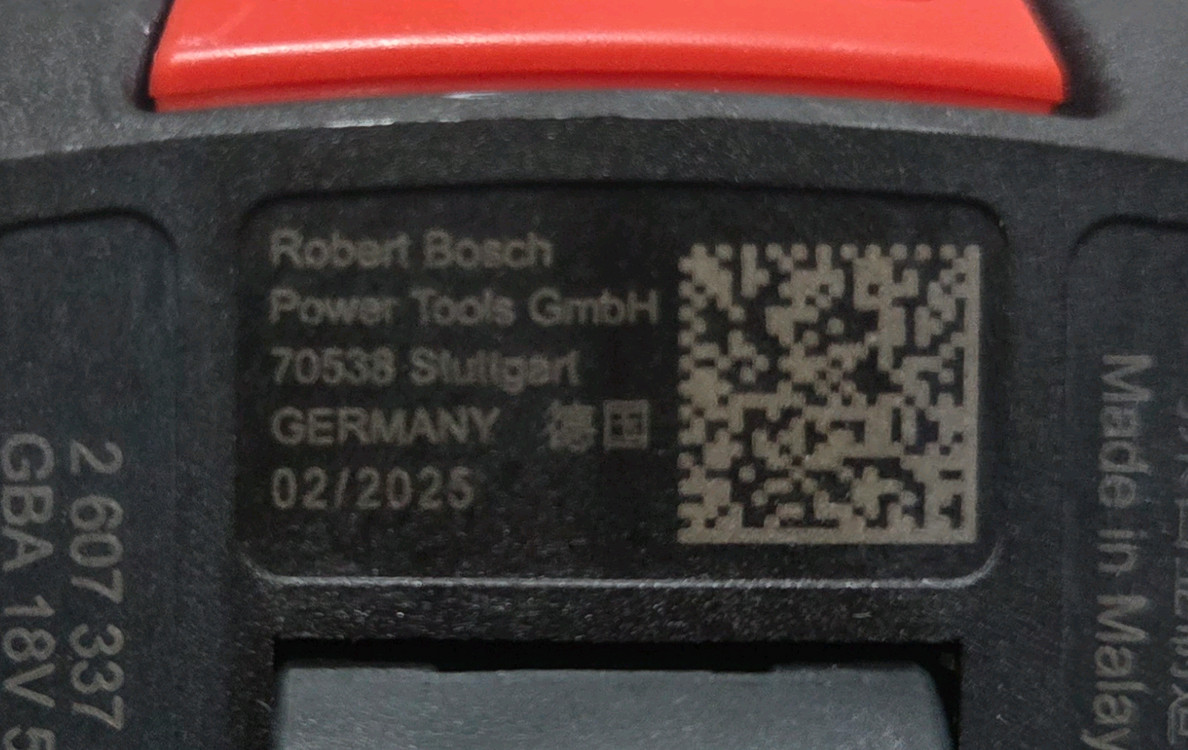 Robert Bosch
Power Tools GmbH
70538 Stuttgart
GERMANY 德国
02/2025
2 607 337
GBA 18V 5
Made in Malay